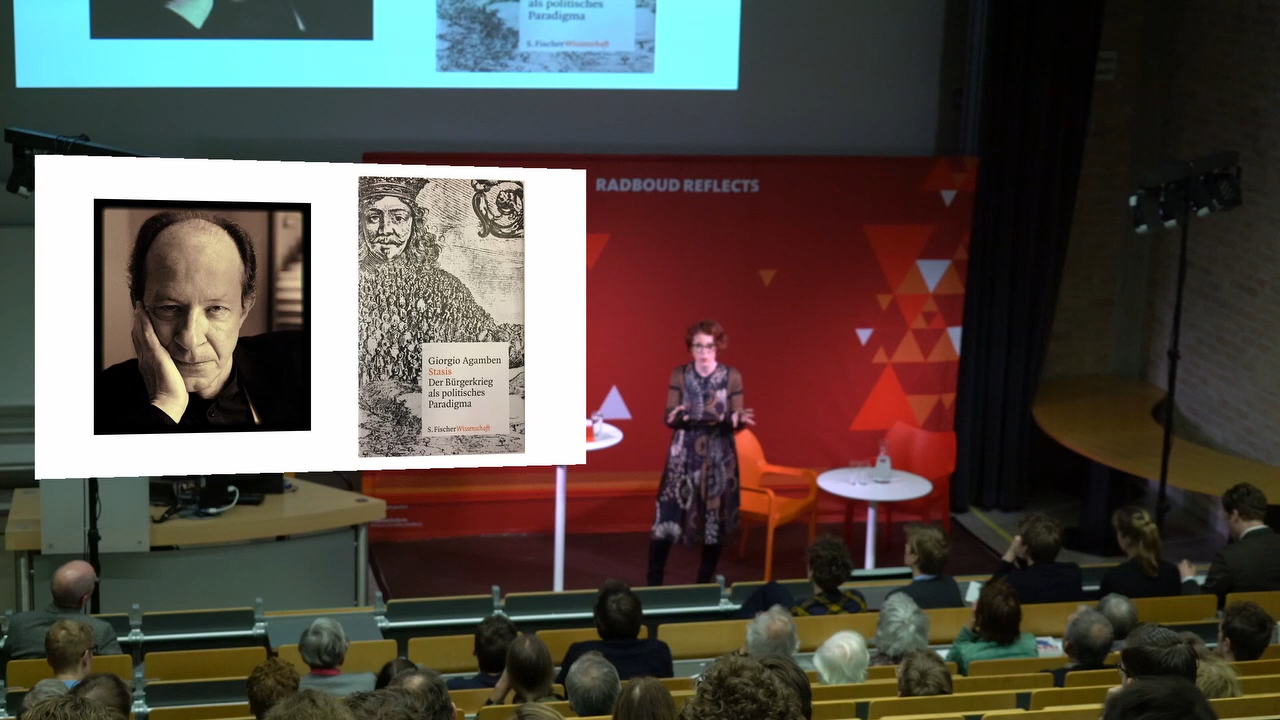 als politisches
Paradigma
S. Fischer Wissenschaft
RADBOUD REFLECTS
Giorgio Agamben
Stasis
Der Bürgerkrieg
als politisches
Paradigma
S. Fischer Wissenschaft